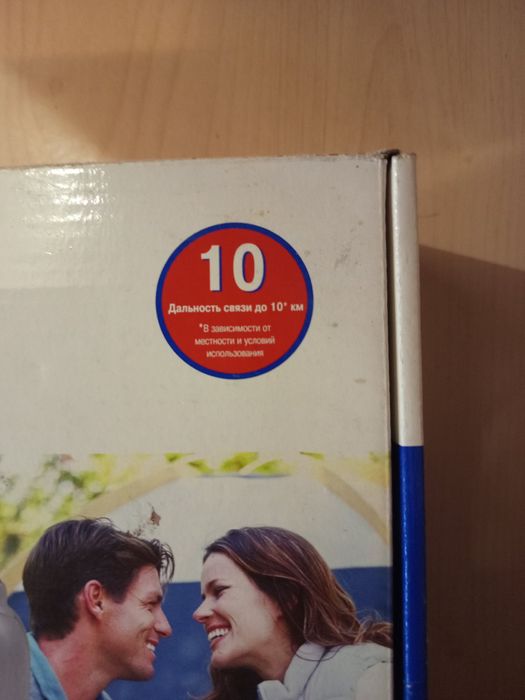 10
Дальность связи до 10* км
*В зависимости от
местности и условий
использования